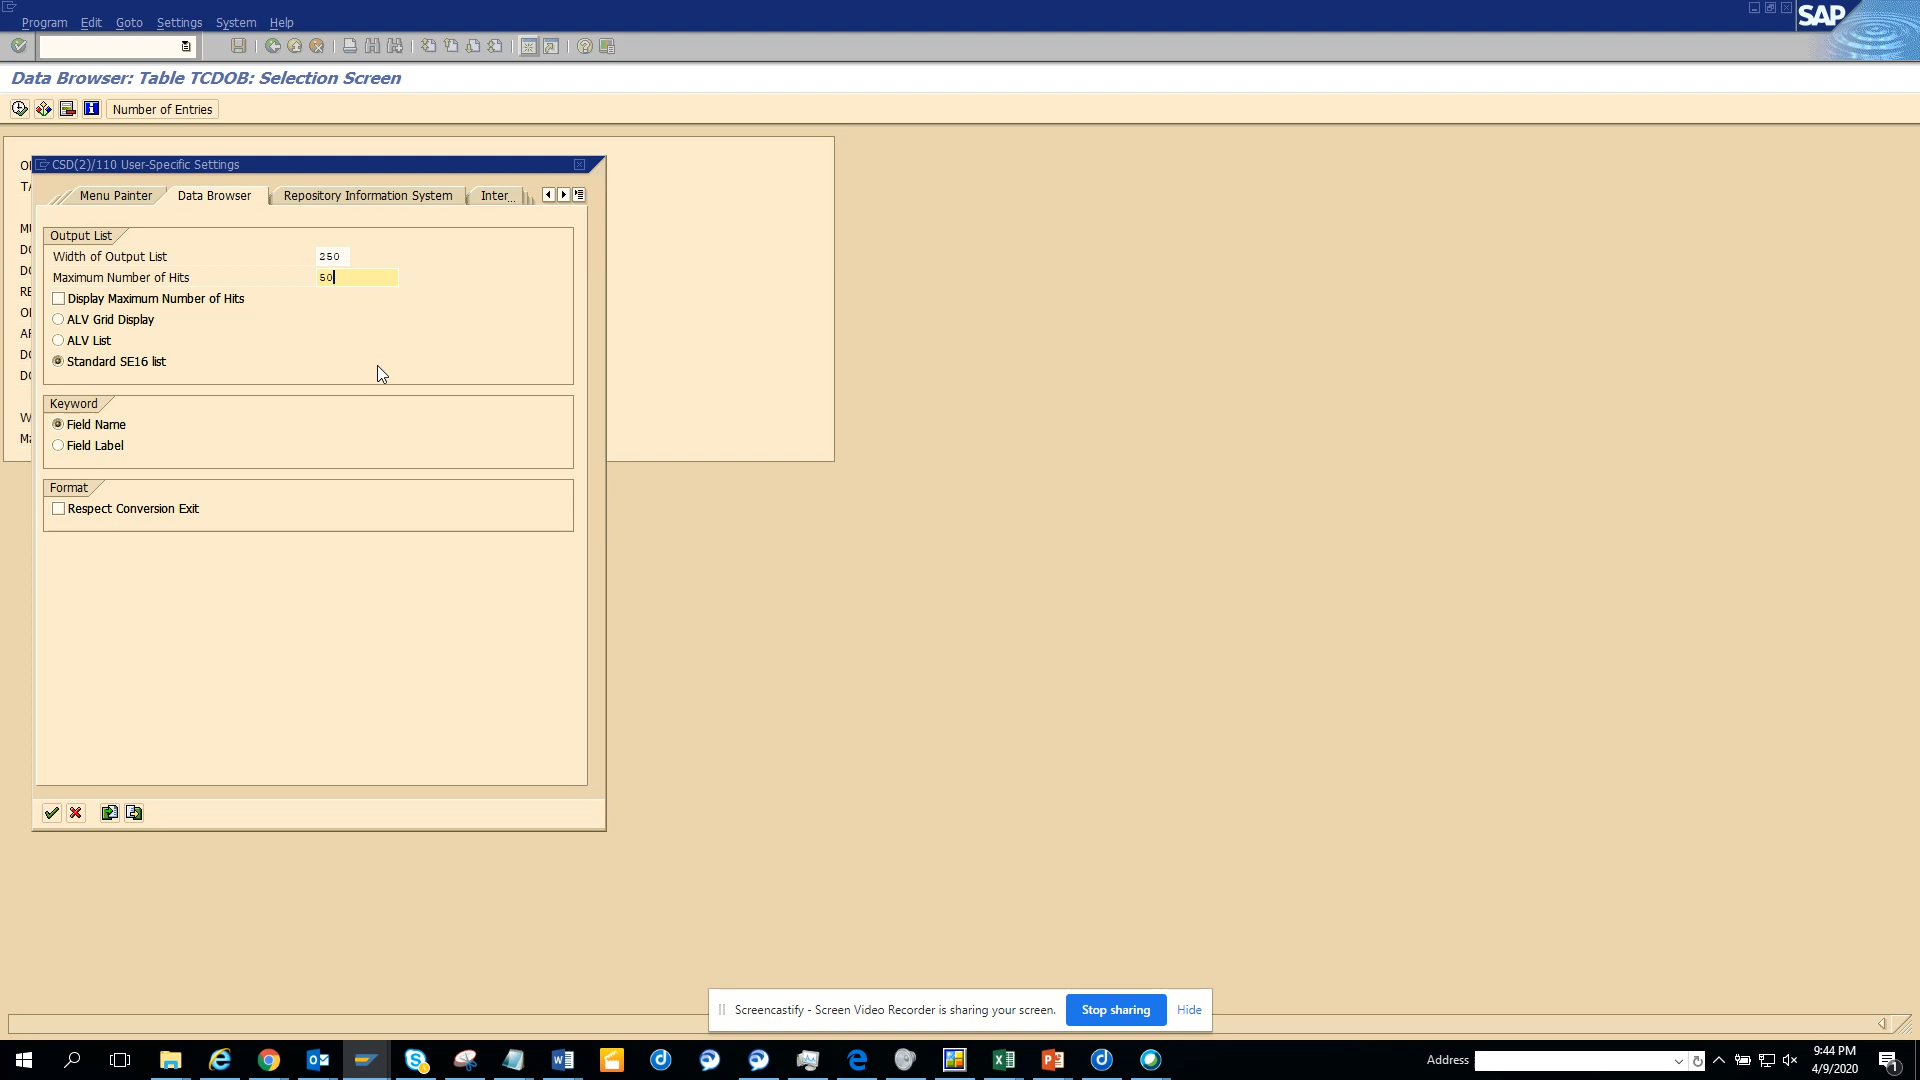 Program Edit Goto Settings System Help
SAP
Data Browser: Table TCDOB: Selection Screen
Number of Entries
CSD(2)/110 User-Specific Settings
Menu Painter Data Browser Repository Information System Inter...
Output List
Width of Output List 250
Maximum Number of Hits 50
Display Maximum Number of Hits
ALV Grid Display
ALV List
Standard SE16 list
Keyword
Field Name
Field Label
Format
Respect Conversion Exit
Screencastify - Screen Video Recorder is sharing your screen. Stop sharing Hide
Address
9:44 PM
4/9/2020
1